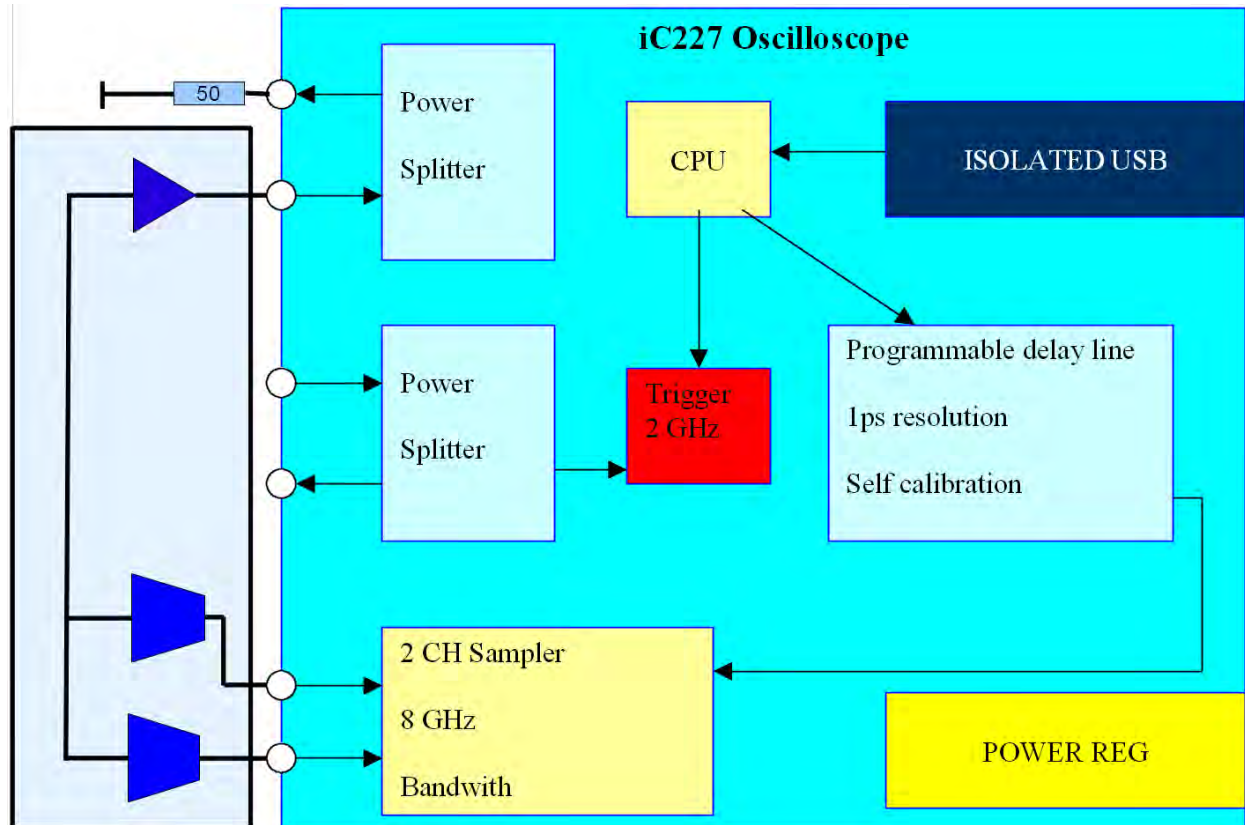 iC227 Oscilloscope
50
Power
Splitter
CPU
ISOLATED USB
Power
Splitter
Trigger
2 GHz
Programmable delay line
1ps resolution
Self calibration
2 CH Sampler
8 GHz
Bandwith
POWER REG